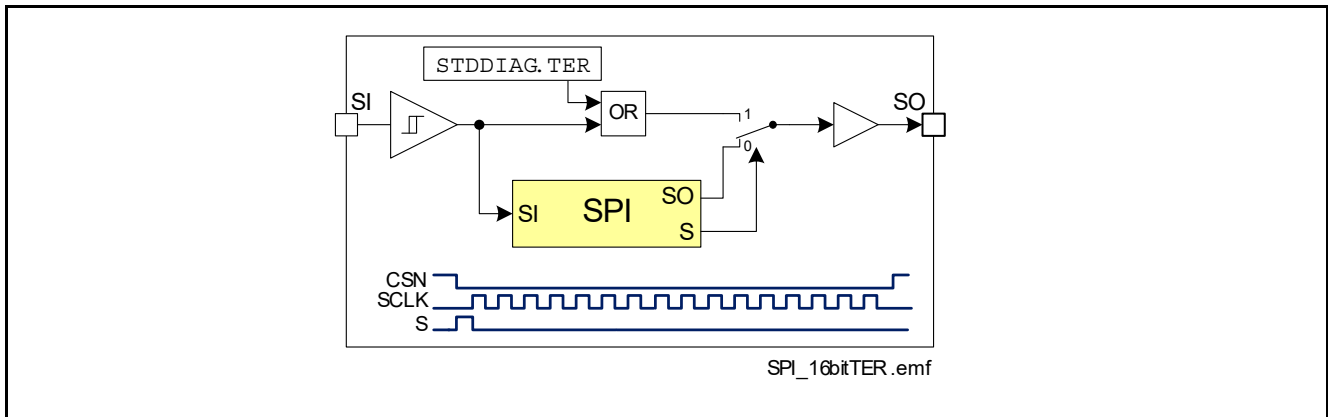 STDDIAG.TER
SI
SO
OR
1
0
SO
SI
SPI
S
CSN
SCLK
S
SPI_16bitTER.emf